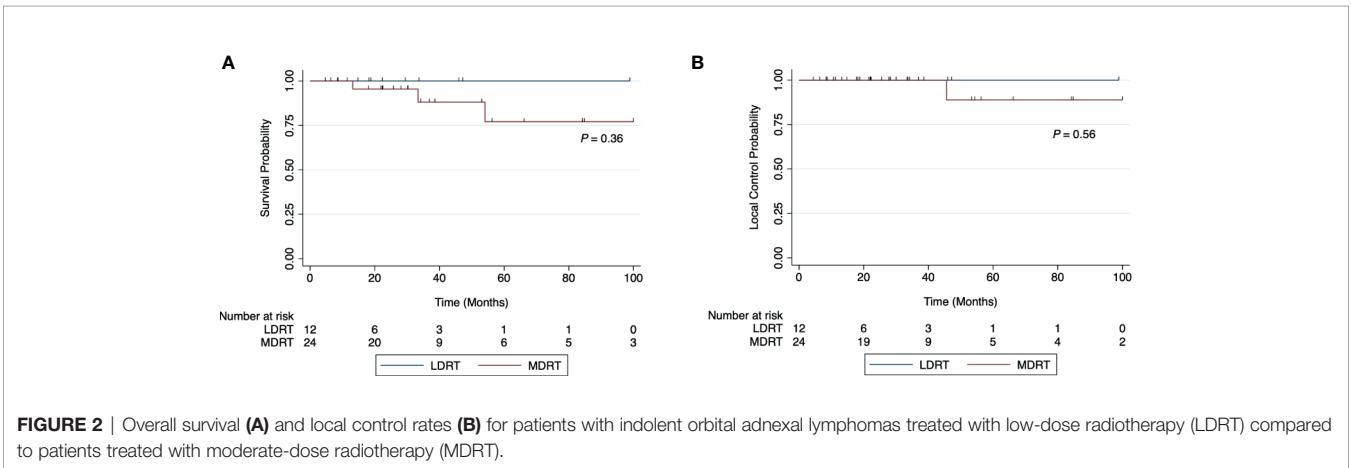 A
1.00
0.75
0.50
0.25
0.00
Survival Probability
P = 0.36
0 20 40 60 80 100
Time (Months)
Number at risk
LDRT 12 6 3 1 1 0
MDRT 24 20 9 6 5 3
LDRT MDRT
B
1.00
0.75
0.50
0.25
0.00
Local Control Probability
P = 0.56
0 20 40 60 80 100
Time (Months)
Number at risk
LDRT 12 6 3 1 1 0
MDRT 24 19 9 5 4 2
LDRT MDRT
FIGURE 2 | Overall survival (A) and local control rates (B) for patients with indolent orbital adnexal lymphomas treated with low-dose radiotherapy (LDRT) compared
to patients treated with moderate-dose radiotherapy (MDRT).